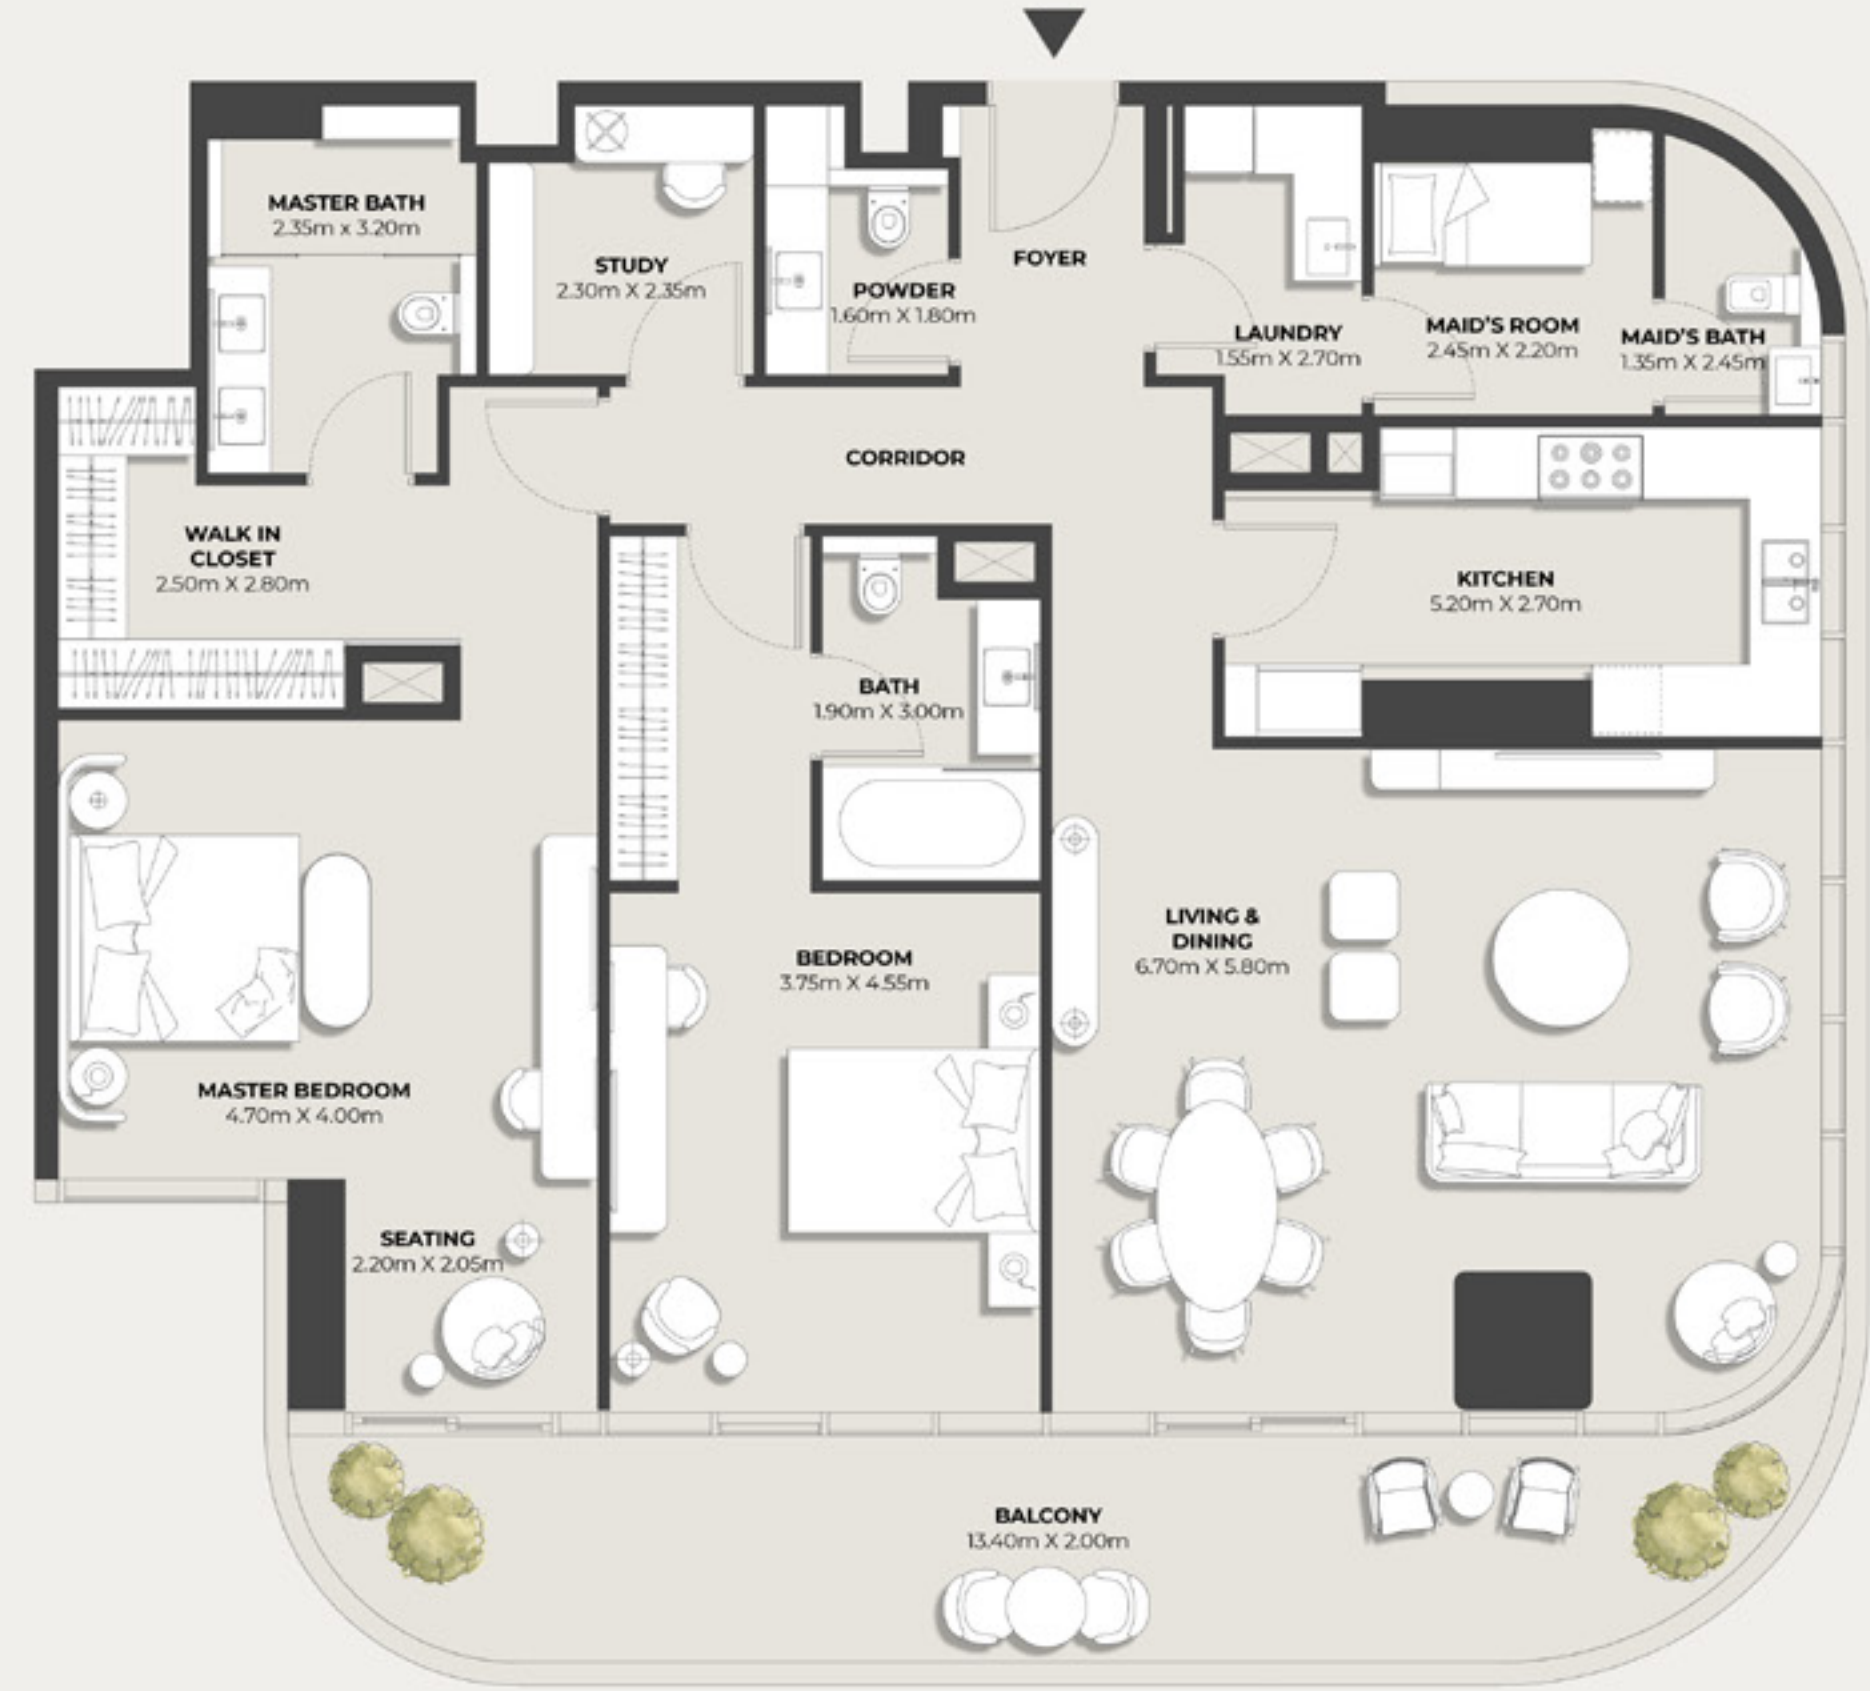 MASTER BATH
2.35m x 3.20m
STUDY
2.30m X 2.35m
POWDER
1.60m X 1.80m
FOYER
LAUNDRY
1.55m X 2.70m
MAID'S ROOM
2.45m X 2.20m
MAID'S BATH
1.35m X 2.45m
CORRIDOR
WALK IN
CLOSET
2.50m X 2.80m
KITCHEN
5.20m X 2.70m
BATH
1.90m X 3.00m
LIVING &
DINING
6.70m X 5.80m
BEDROOM
3.75m X 4.55m
MASTER BEDROOM
4.70m X 4.00m
SEATING
2.20m X 2.05m
BALCONY
13.40m X 2.00m